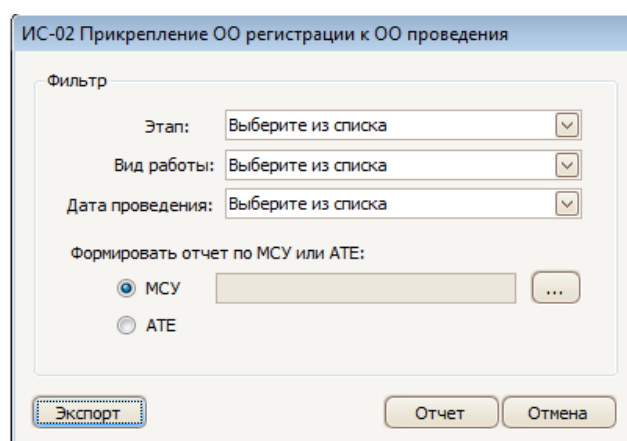 ИС-02 Прикрепление ОО регистрации к ОО проведения
Фильтр
Этап: Выберите из списка
Вид работы: Выберите из списка
Дата проведения: Выберите из списка
Формировать отчет по МСУ или АТЕ:
МСУ ...
АТЕ
Экспорт Отчет Отмена